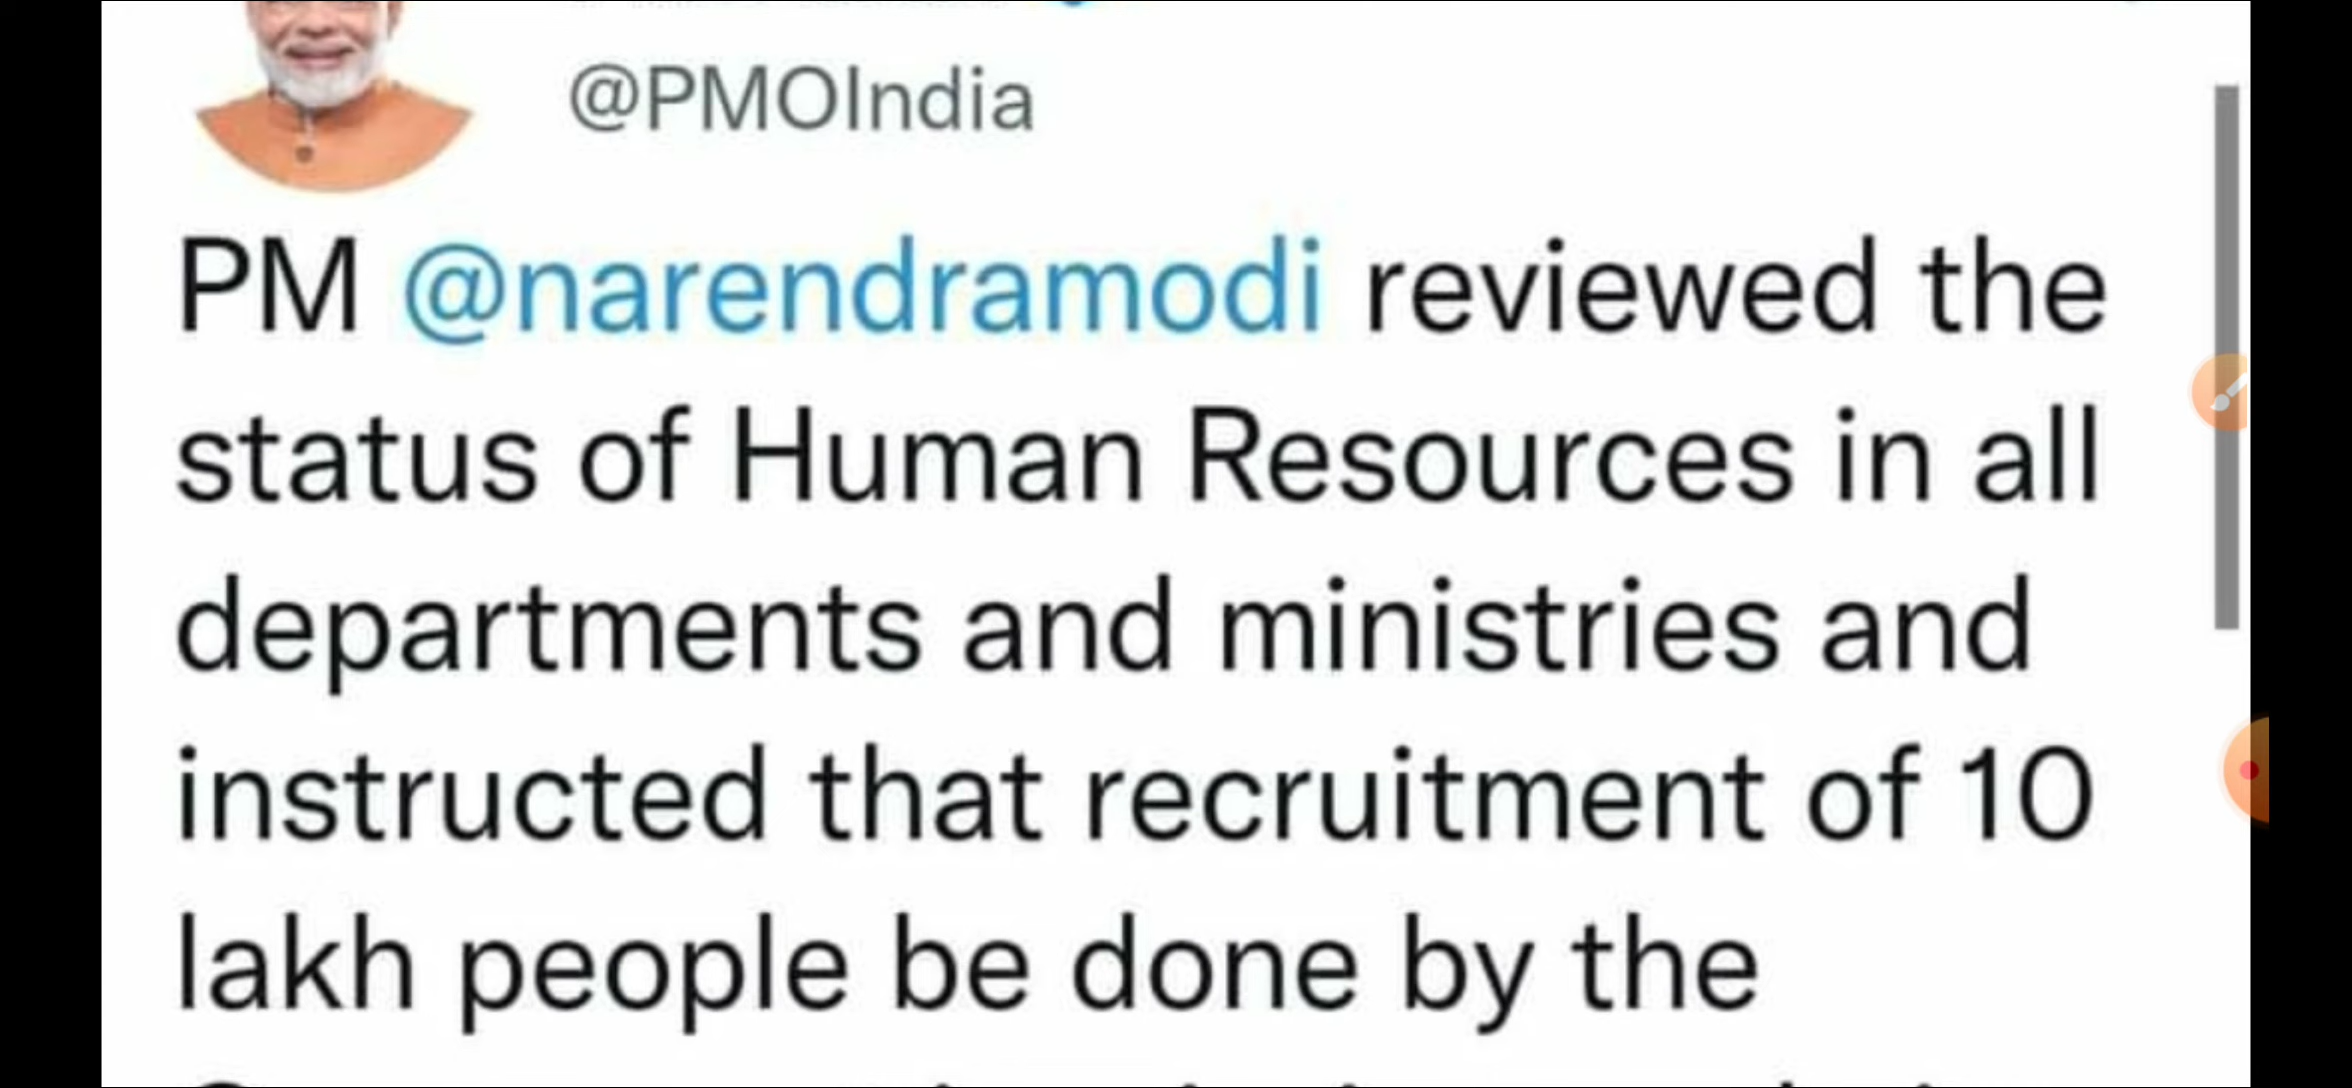 @PMOIndia
PM @narendramodi reviewed the
status of Human Resources in all
departments and ministries and
instructed that recruitment of 10
lakh people be done by the